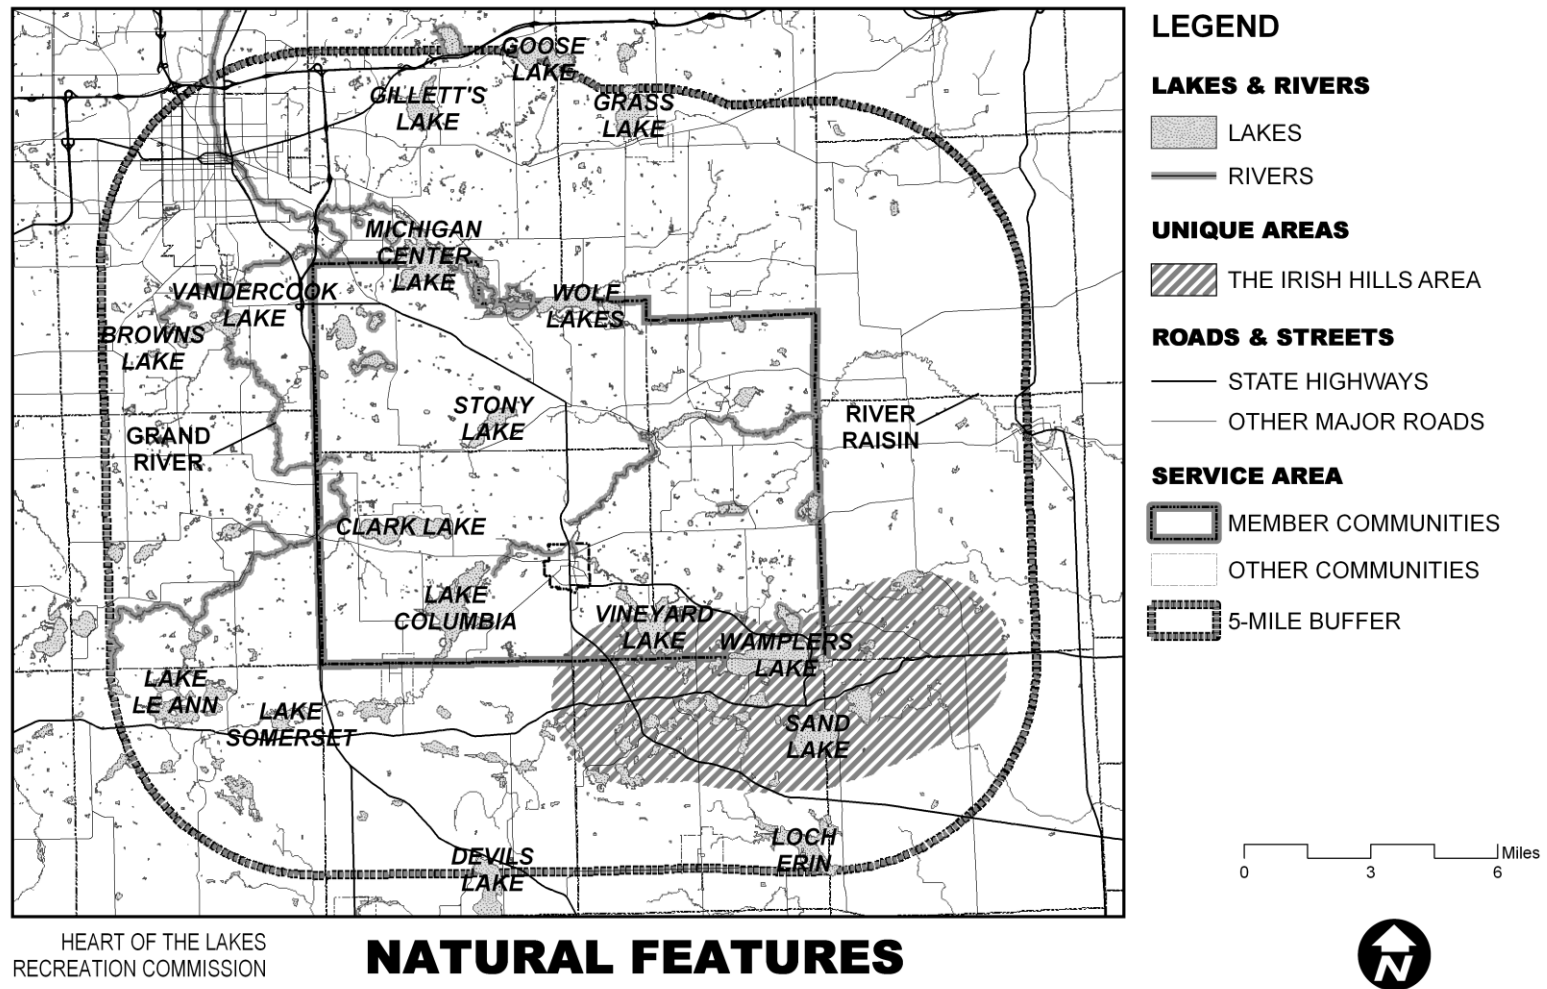 GOOSE
LAKE
GILLETT'S
LAKE
GRASS
LAKE
MICHIGAN
CENTER
LAKE
VANDERCOOK
LAKE
WOLF
LAKES
BROWNS
LAKE
STONY
LAKE
RIVER
RAISIN
GRAND
RIVER
CLARK LAKE
LAKE
COLUMBIA
VINEYARD
LAKE
WAMPLERS
LAKE
LAKE
LE ANN
LAKE
SOMERSET
SAND
LAKE
DEVILS
LAKE
LOCH
ERIN
LEGEND
LAKES & RIVERS
LAKES
RIVERS
UNIQUE AREAS
THE IRISH HILLS AREA
ROADS & STREETS
STATE HIGHWAYS
OTHER MAJOR ROADS
SERVICE AREA
MEMBER COMMUNITIES
OTHER COMMUNITIES
5-MILE BUFFER
Miles
0 3 6
N
HEART OF THE LAKES
RECREATION COMMISSION
NATURAL FEATURES